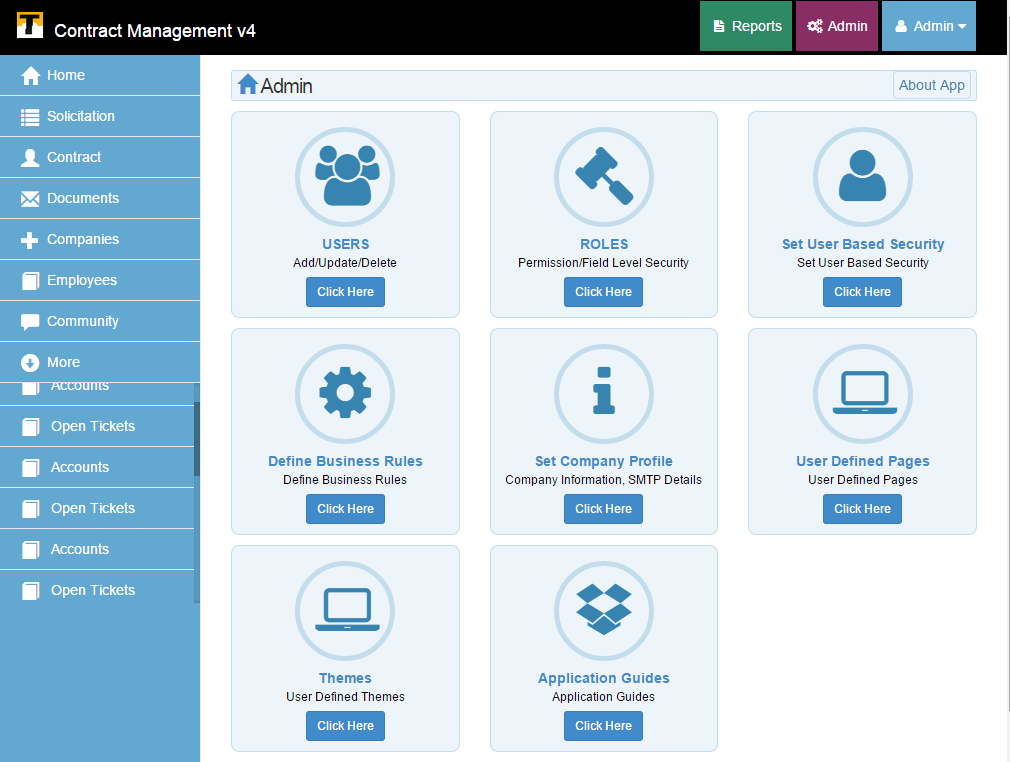 T
Contract Management v4
Reports
Admin
Admin
Home
Solicitation
Contract
Documents
Companies
Employees
Community
More
Accounts
Open Tickets
Accounts
Open Tickets
Accounts
Open Tickets
Admin
About App
USERS
Add/Update/Delete
Click Here
ROLES
Permission/Field Level Security
Click Here
Set User Based Security
Set User Based Security
Click Here
Define Business Rules
Define Business Rules
Click Here
Set Company Profile
Company Information, SMTP Details
Click Here
User Defined Pages
User Defined Pages
Click Here
Themes
User Defined Themes
Click Here
Application Guides
Application Guides
Click Here